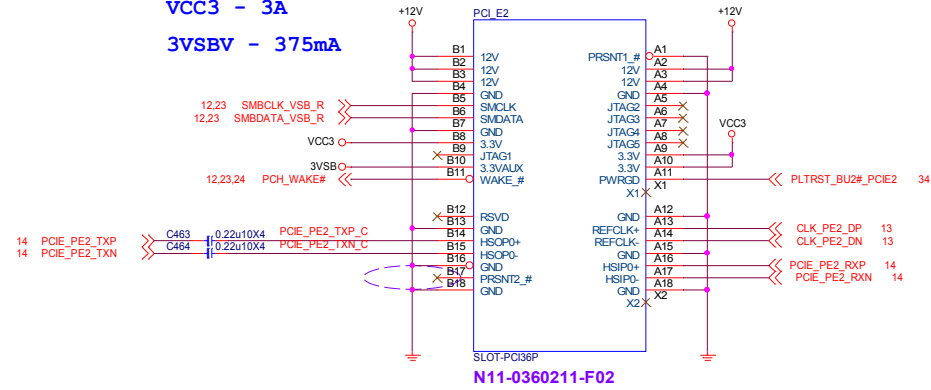 VCC3 - 3A
3VSBV - 375mA
+12V
PCI_E2
+12V
B1 12V
B2 12V
B3 12V
B4 GND
B5 SMCLK
B6 SMDATA
B7 GND
B8 3.3V
B9 JTAG1
B10 3.3VAUX
B11 WAKE_#
B12 RSVD
B13 GND
B14 HSOP0+
B15 HSOP0-
B16 GND
B17 PRSNT2_#
B18 GND
PRSNT1_# A1
12V A2
12V A3
GND A4
JTAG2 A5
JTAG3 A6
JTAG4 A7
JTAG5 A8
3.3V A9
3.3V A10
PWRGD A11
X1 X1
GND A12
REFCLK+ A13
REFCLK- A14
GND A15
HSIP0+ A16
HSIP0- A17
GND A18
X2 X2
12,23 SMBCLK_VSB_R
12,23 SMBDATA_VSB_R
VCC3
3VSB
12,23,24 PCH_WAKE#
14 PCIE_PE2_TXP C463 0.22u10X4 PCIE_PE2_TXP_C
14 PCIE_PE2_TXN C464 0.22u10X4 PCIE_PE2_TXN_C
VCC3
PLTRST_BU2#_PCIE2 34
CLK_PE2_DP 13
CLK_PE2_DN 13
PCIE_PE2_RXP 14
PCIE_PE2_RXN 14
SLOT-PCI36P
N11-0360211-F02